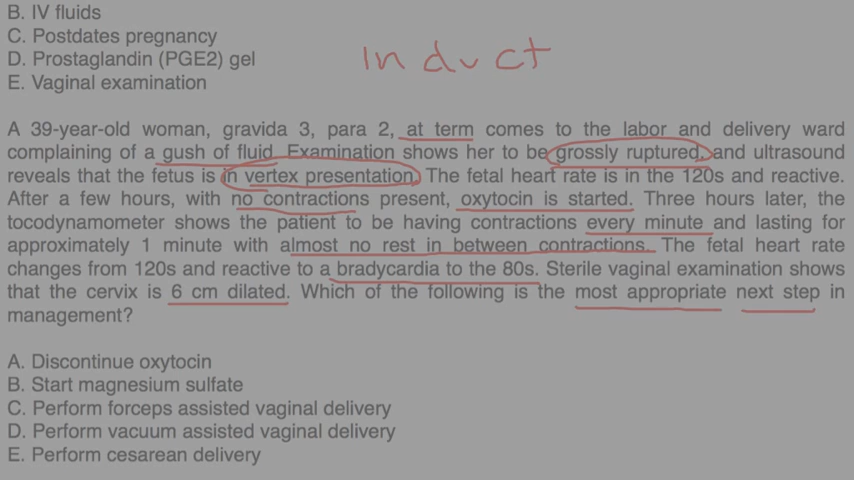 B. IV fluids
C. Postdates pregnancy
D. Prostaglandin (PGE2) gel
E. Vaginal examination
Induct
A 39-year-old woman, gravida 3, para 2, at term comes to the labor and delivery ward
complaining of a gush of fluid. Examination shows her to be grossly ruptured, and ultrasound
reveals that the fetus is in vertex presentation. The fetal heart rate is in the 120s and reactive.
After a few hours, with no contractions present, oxytocin is started. Three hours later, the
tocodynamometer shows the patient to be having contractions every minute and lasting for
approximately 1 minute with almost no rest in between contractions. The fetal heart rate
changes from 120s and reactive to a bradycardia to the 80s. Sterile vaginal examination shows
that the cervix is 6 cm dilated. Which of the following is the most appropriate next step in
management?
A. Discontinue oxytocin
B. Start magnesium sulfate
C. Perform forceps assisted vaginal delivery
D. Perform vacuum assisted vaginal delivery
E. Perform cesarean delivery